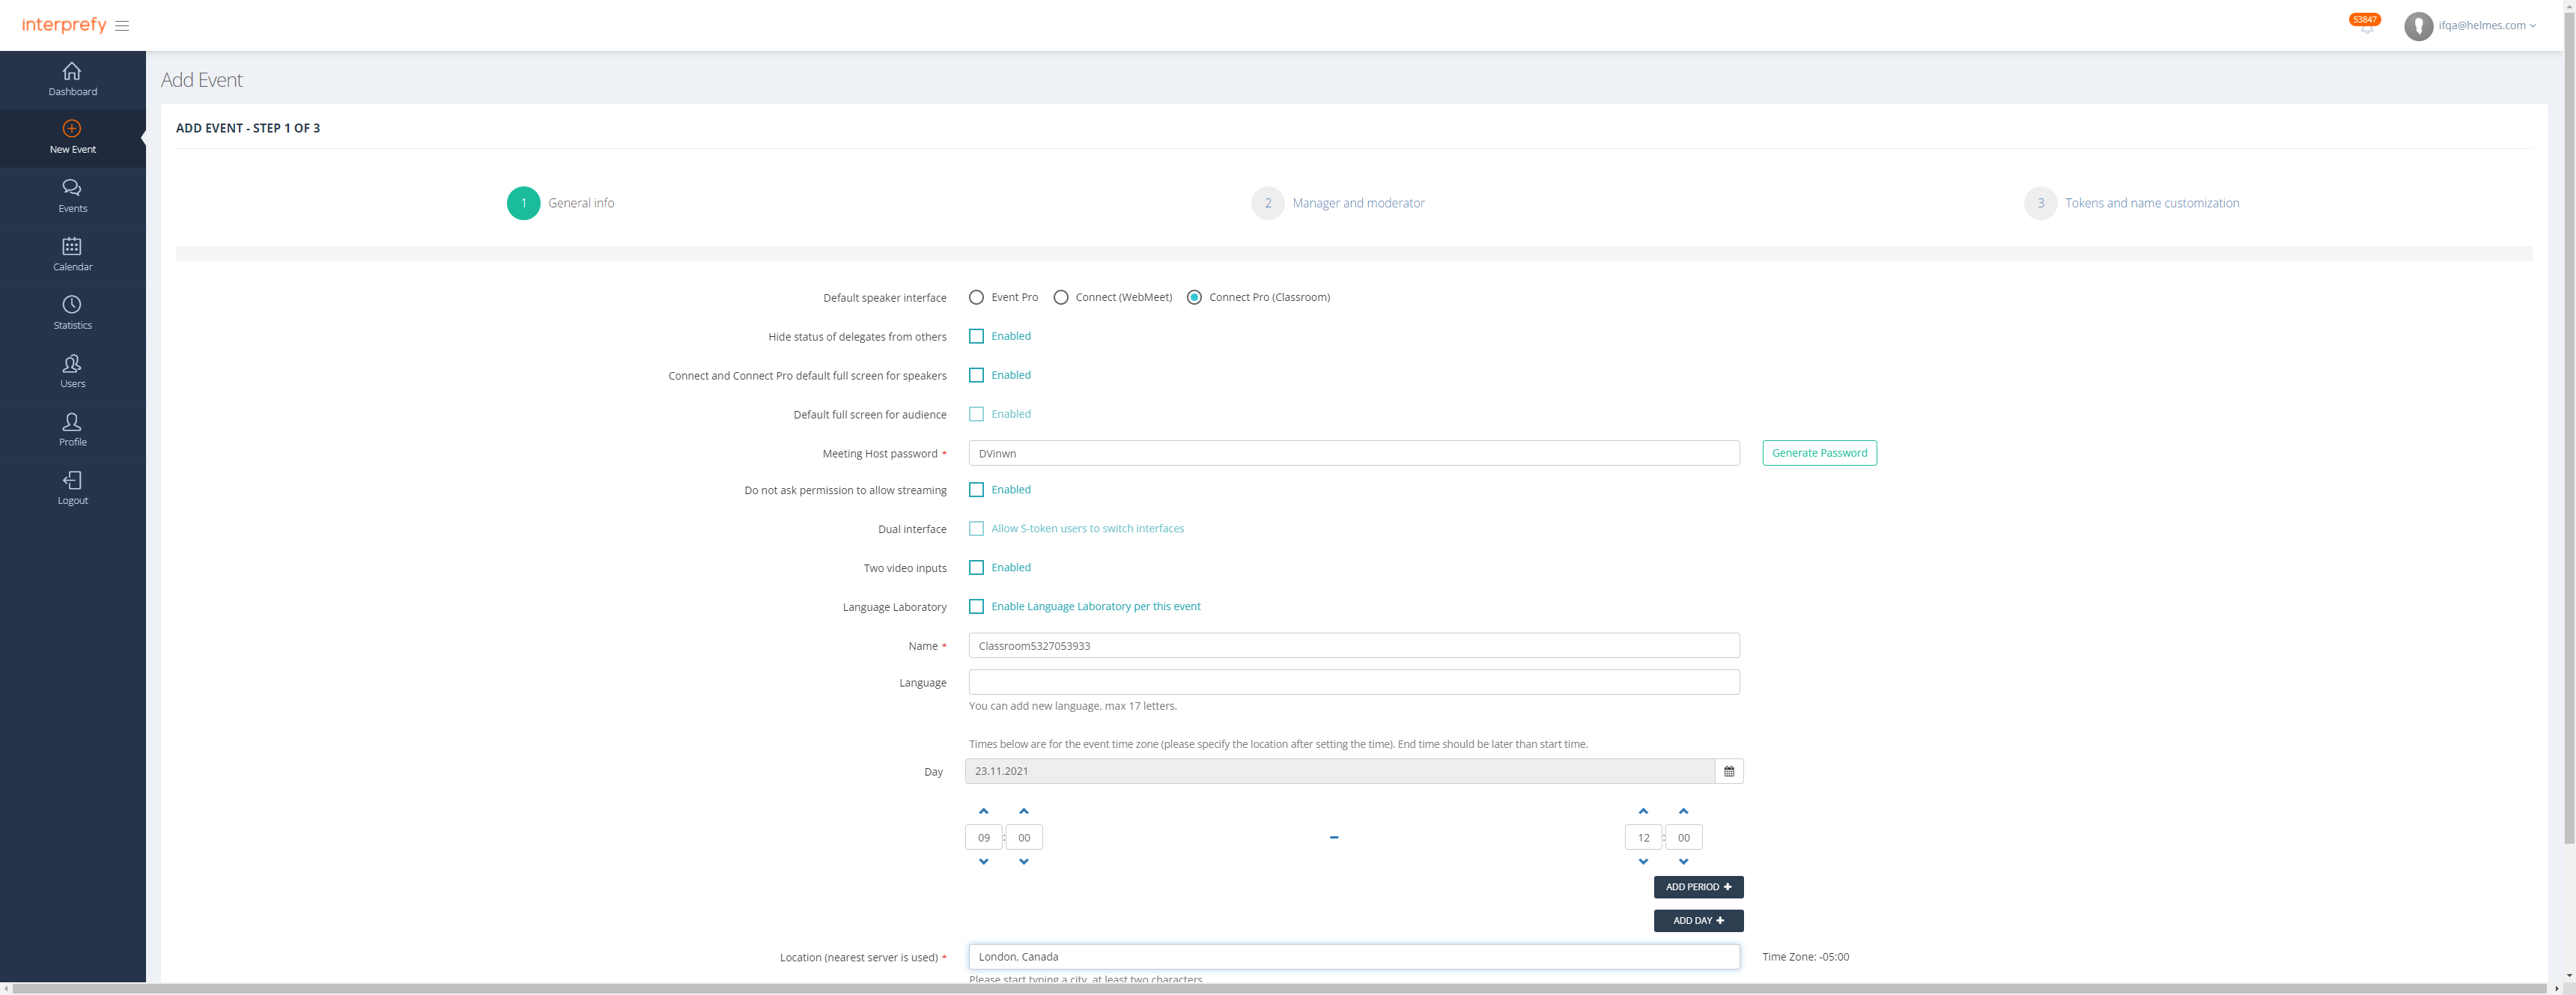 interprefy
53847
ifqa@helmes.com
Dashboard
New Event
Events
Calendar
Statistics
Users
Profile
Logout
Add Event
ADD EVENT - STEP 1 OF 3
1 General info
2 Manager and moderator
3 Tokens and name customization
Default speaker interface Event Pro Connect (WebMeet) Connect Pro (Classroom)
Hide status of delegates from others Enabled
Connect and Connect Pro default full screen for speakers Enabled
Default full screen for audience Enabled
Meeting Host password * DVinwn Generate Password
Do not ask permission to allow streaming Enabled
Dual interface Allow S-token users to switch interfaces
Two video inputs Enabled
Language Laboratory Enable Language Laboratory per this event
Name * Classroom5327053933
Language
You can add new language, max 17 letters.
Times below are for the event time zone (please specify the location after setting the time). End time should be later than start time.
Day 23.11.2021
09 : 00 – 12 : 00
ADD PERIOD +
ADD DAY +
Location (nearest server is used) * London, Canada Time Zone: -05:00
Please start typing a city, at least two characters